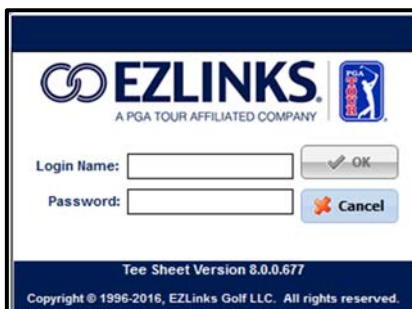 EZLINKS.
A PGA TOUR AFFILIATED COMPANY
PGA TOUR
Login Name:
OK
Password:
Cancel
Tee Sheet Version 8.0.0.677
Copyright © 1996-2016, EZLinks Golf LLC. All rights reserved.